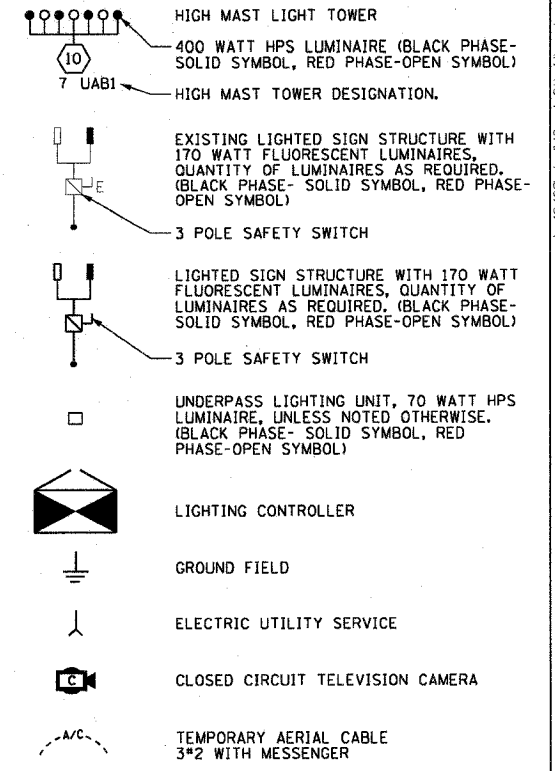 HIGH MAST LIGHT TOWER
400 WATT HPS LUMINAIRE (BLACK PHASE-
SOLID SYMBOL, RED PHASE-OPEN SYMBOL)
10
7 UAB1
HIGH MAST TOWER DESIGNATION.
EXISTING LIGHTED SIGN STRUCTURE WITH
170 WATT FLUORESCENT LUMINAIRES,
QUANTITY OF LUMINAIRES AS REQUIRED.
(BLACK PHASE- SOLID SYMBOL, RED PHASE-
OPEN SYMBOL)
E
3 POLE SAFETY SWITCH
LIGHTED SIGN STRUCTURE WITH 170 WATT
FLUORESCENT LUMINAIRES, QUANTITY OF
LUMINAIRES AS REQUIRED. (BLACK PHASE-
SOLID SYMBOL, RED PHASE-OPEN SYMBOL)
3 POLE SAFETY SWITCH
UNDERPASS LIGHTING UNIT, 70 WATT HPS
LUMINAIRE, UNLESS NOTED OTHERWISE.
(BLACK PHASE- SOLID SYMBOL, RED
PHASE-OPEN SYMBOL)
LIGHTING CONTROLLER
GROUND FIELD
ELECTRIC UTILITY SERVICE
C
CLOSED CIRCUIT TELEVISION CAMERA
A/C
TEMPORARY AERIAL CABLE
3#2 WITH MESSENGER